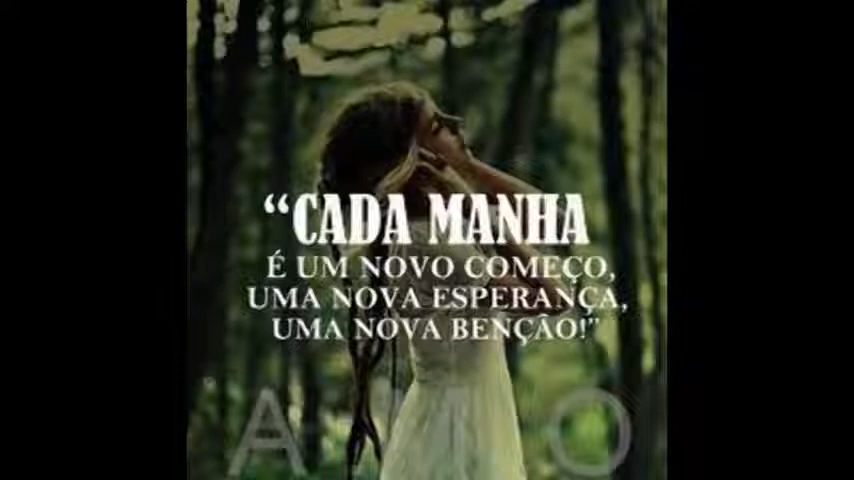 “CADA MANHA
É UM NOVO COMEÇO,
UMA NOVA ESPERANÇA,
UMA NOVA BENÇÃO!”
A M O